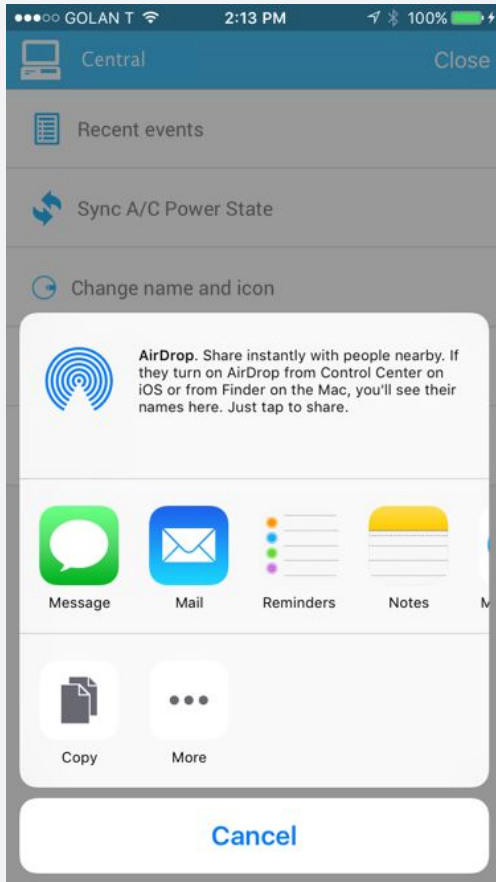 GOLAN T 2:13 PM 100%
Central Close
Recent events
Sync A/C Power State
Change name and icon
AirDrop. Share instantly with people nearby. If
they turn on AirDrop from Control Center on
iOS or from Finder on the Mac, you'll see their
names here. Just tap to share.
Message Mail Reminders Notes
Copy More
Cancel